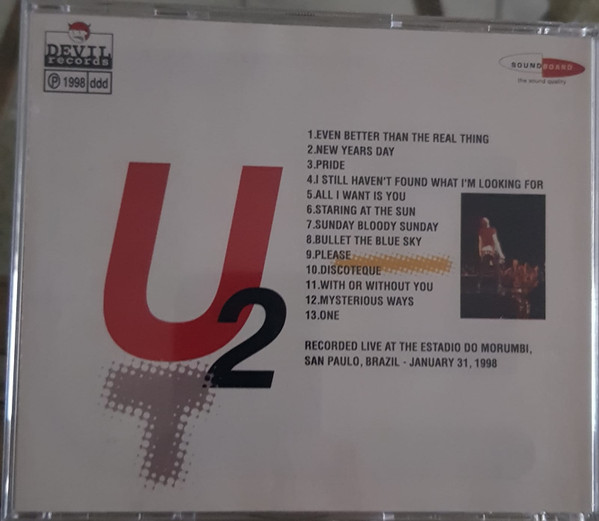 DEVIL
records
℗ 1998 ddd
SOUNDBOARD
the sound quality
1.EVEN BETTER THAN THE REAL THING
2.NEW YEARS DAY
3.PRIDE
4.I STILL HAVEN'T FOUND WHAT I'M LOOKING FOR
5.ALL I WANT IS YOU
6.STARING AT THE SUN
7.SUNDAY BLOODY SUNDAY
8.BULLET THE BLUE SKY
9.PLEASE
10.DISCOTEQUE
11.WITH OR WITHOUT YOU
12.MYSTERIOUS WAYS
13.ONE
RECORDED LIVE AT THE ESTADIO DO MORUMBI,
SAN PAULO, BRAZIL - JANUARY 31, 1998
U
2
T